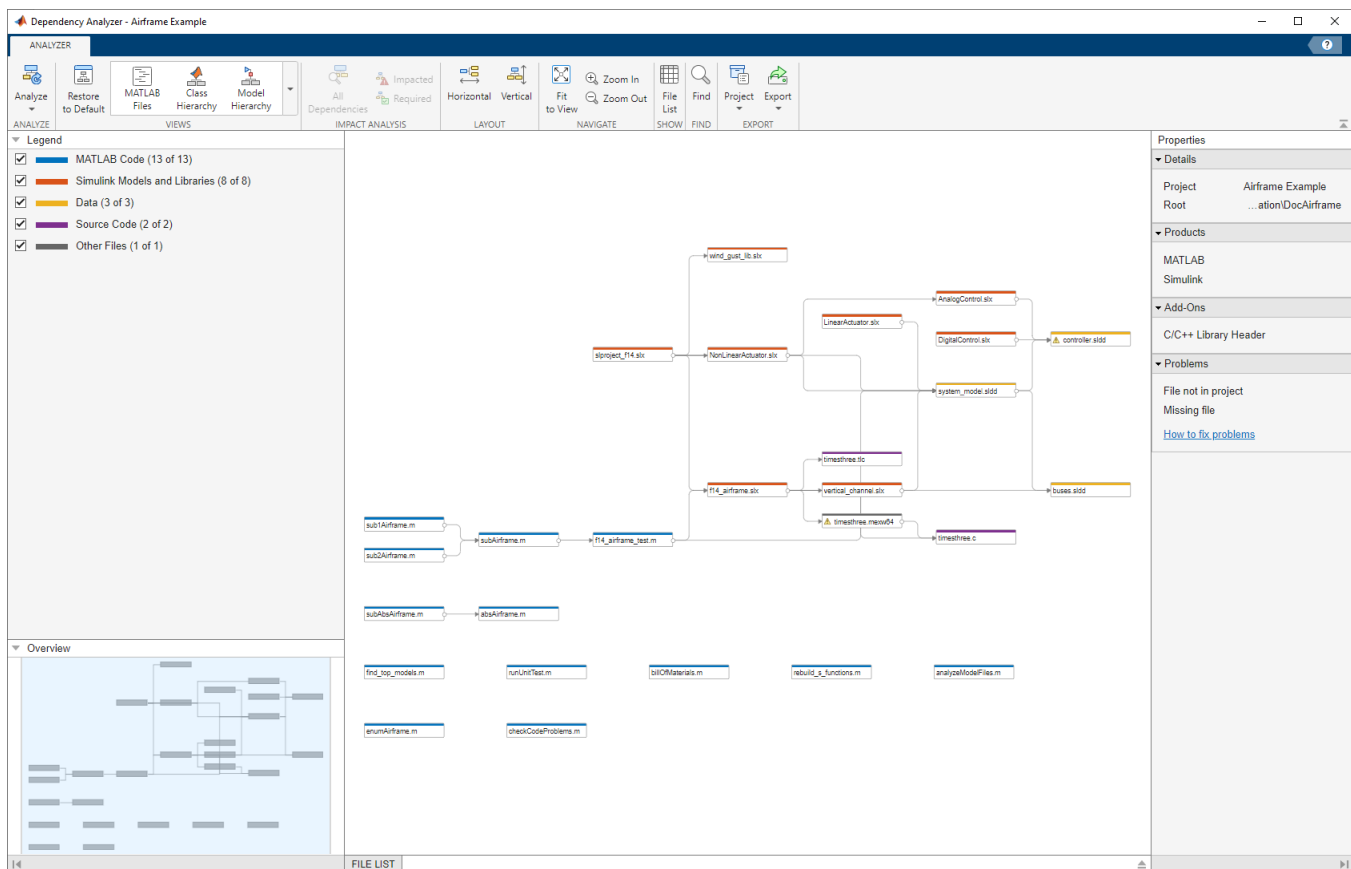 Dependency Analyzer - Airframe Example
ANALYZER
?
Analyze
Restore to Default
MATLAB Files
Class Hierarchy
Model Hierarchy
All Dependencies
Impacted
Required
Horizontal
Vertical
Fit to View
Zoom In
Zoom Out
File List
Find
Project
Export
ANALYZE
VIEWS
IMPACT ANALYSIS
LAYOUT
NAVIGATE
SHOW
FIND
EXPORT
Legend
MATLAB Code (13 of 13)
Simulink Models and Libraries (8 of 8)
Data (3 of 3)
Source Code (2 of 2)
Other Files (1 of 1)
Overview
wind_gust_lib.slx
AnalogControl.slx
LinearActuator.slx
DigitalControl.slx
controller.sldd
slproject_f14.slx
NonLinearActuator.slx
system_model.sldd
timesthree.tlc
f14_airframe.slx
vertical_channel.slx
buses.sldd
timesthree.mexw64
sub1Airframe.m
subAirframe.m
f14_airframe_test.m
timesthree.c
sub2Airframe.m
subAbsAirframe.m
absAirframe.m
find_top_models.m
runUnitTest.m
billOfMaterials.m
rebuild_s_functions.m
analyzeModelFiles.m
enumAirframe.m
checkCodeProblems.m
FILE LIST
Properties
Details
Project Airframe Example
Root ...ation\DocAirframe
Products
MATLAB
Simulink
Add-Ons
C/C++ Library Header
Problems
File not in project
Missing file
How to fix problems